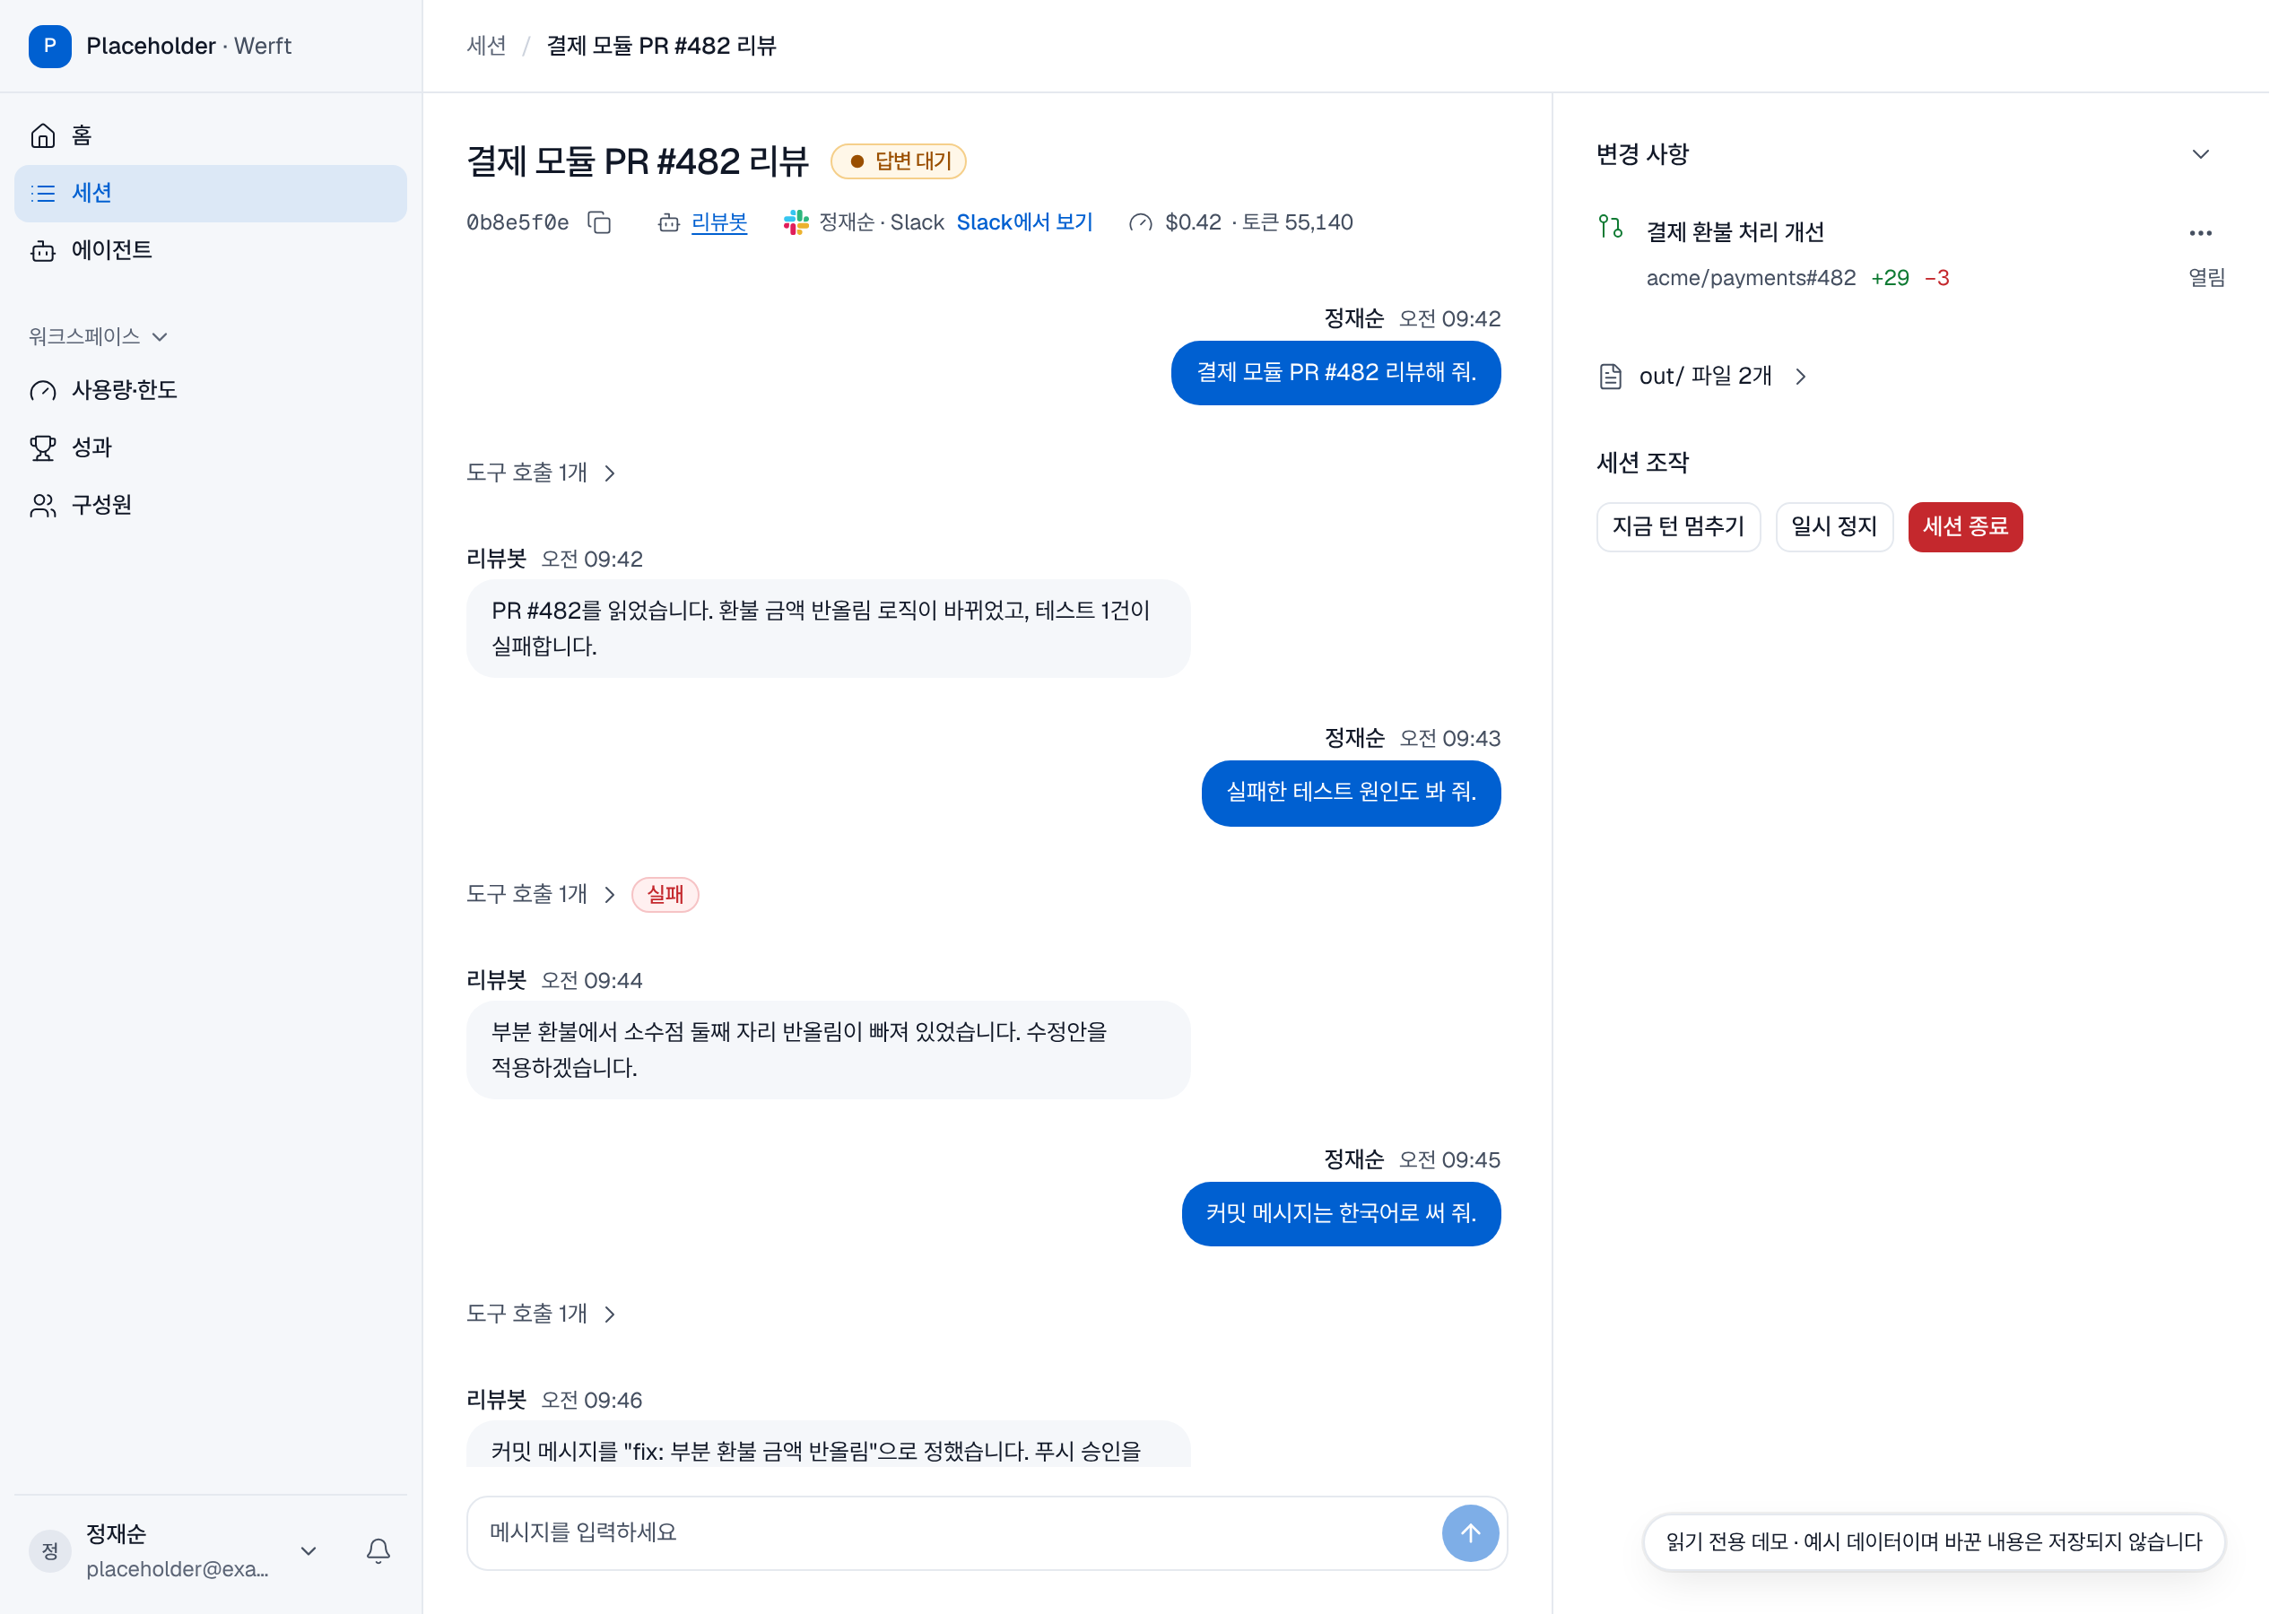 P Placeholder · Werft
홈
세션
에이전트
워크스페이스
사용량·한도
성과
구성원
정
정재순
placeholder@exa...
세션 / 결제 모듈 PR #482 리뷰
결제 모듈 PR #482 리뷰 답변 대기
0b8e5f0e 리뷰봇 정재순 · Slack Slack에서 보기 $0.42 · 토큰 55,140
정재순 오전 09:42
결제 모듈 PR #482 리뷰해 줘.
도구 호출 1개
리뷰봇 오전 09:42
PR #482를 읽었습니다. 환불 금액 반올림 로직이 바뀌었고, 테스트 1건이
실패합니다.
정재순 오전 09:43
실패한 테스트 원인도 봐 줘.
도구 호출 1개 실패
리뷰봇 오전 09:44
부분 환불에서 소수점 둘째 자리 반올림이 빠져 있었습니다. 수정안을
적용하겠습니다.
정재순 오전 09:45
커밋 메시지는 한국어로 써 줘.
도구 호출 1개
리뷰봇 오전 09:46
커밋 메시지를 "fix: 부분 환불 금액 반올림"으로 정했습니다. 푸시 승인을
메시지를 입력하세요
변경 사항
결제 환불 처리 개선
acme/payments#482 +29 −3 열림
out/ 파일 2개
세션 조작
지금 턴 멈추기 일시 정지 세션 종료
읽기 전용 데모 · 예시 데이터이며 바꾼 내용은 저장되지 않습니다